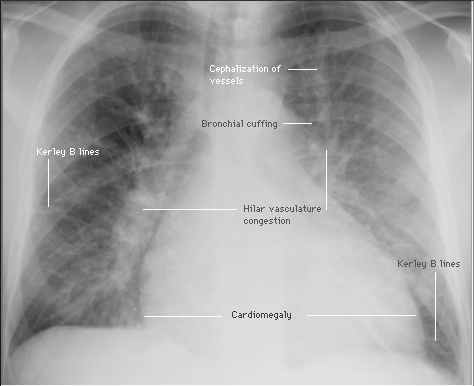 Cephalization of
vessels
Bronchial cuffing
Kerley B lines
Hilar vasculature
congestion
Kerley B lines
Cardiomegaly